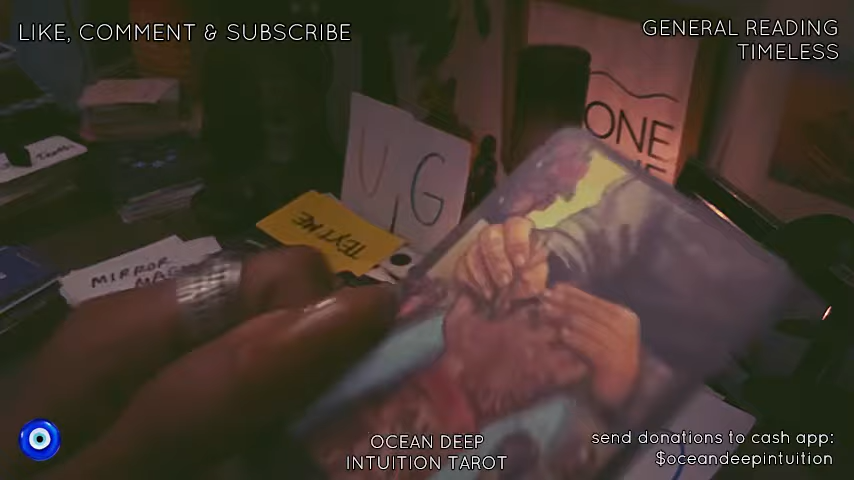 LIKE, COMMENT & SUBSCRIBE
GENERAL READING
TIMELESS
ONE
U G
TEXT ME
MIRROR
OCEAN DEEP
INTUITION TAROT
send donations to cash app:
$oceandeepintuition